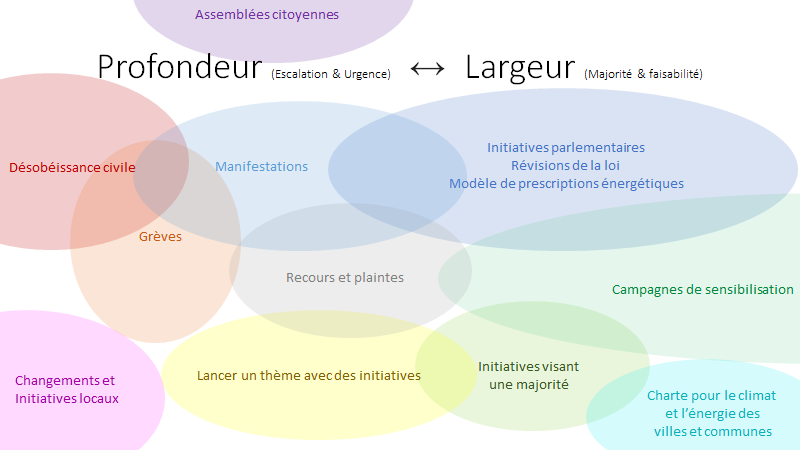 Assemblées citoyennes
Profondeur (Escalation & Urgence) ↔ Largeur (Majorité & faisabilité)
Initiatives parlementaires
Révisions de la loi
Modèle de prescriptions énergétiques
Désobéissance civile
Manifestations
Grèves
Recours et plaintes
Campagnes de sensibilisation
Lancer un thème avec des initiatives
Initiatives visant
une majorité
Changements et
Initiatives locaux
Charte pour le climat
et l'énergie des
villes et communes